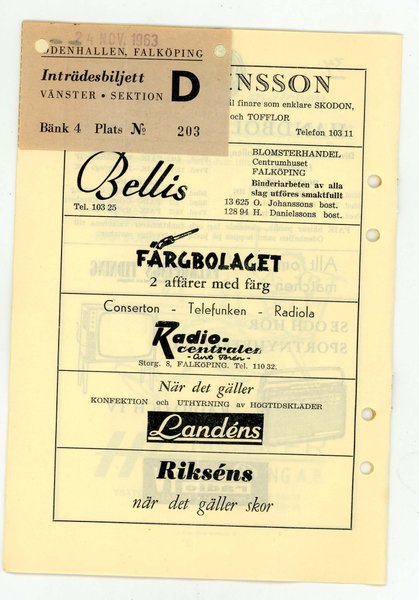 24 NOV. 1963
ODENHALLEN, FALKÖPING
Inträdesbiljett
VÄNSTER • SEKTION D
Bänk 4 Plats № 203
NSSON
il finare som enklare SKODON,
och TOFFLOR
Telefon 103 11
Bellis
Tel. 103 25
BLOMSTERHANDEL
Centrumhuset
FALKÖPING
Binderiarbeten av alla
slag utföres smaktfullt
13 625 O. Johanssons bost.
128 94 H. Danielssons bost.
FÄRGBOLAGET
2 affärer med färg
Conserton - Telefunken - Radiola
Radio-
centralen
Storg. 8, FALKÖPING. Tel. 110 32.
När det gäller
KONFEKTION och UTHYRNING av HÖGTIDSKLÄDER
Landéns
Rikséns
när det gäller skor